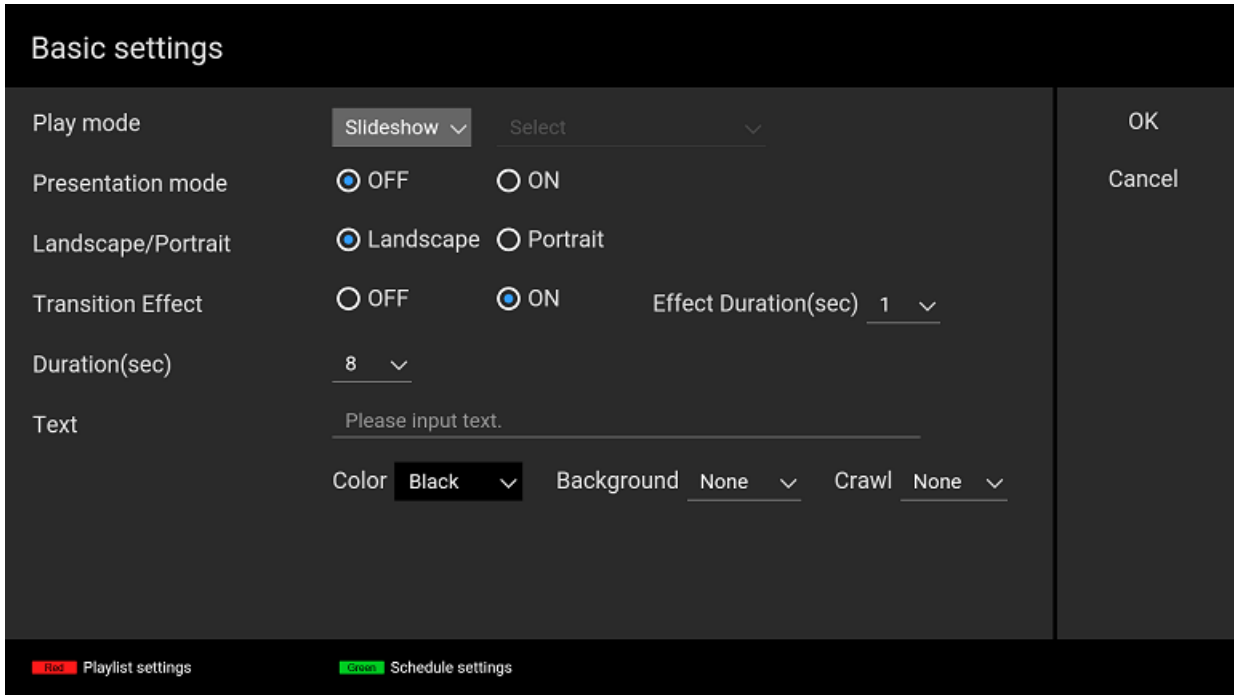 Basic settings
Play mode Slideshow Select
OK
Presentation mode OFF ON
Cancel
Landscape/Portrait Landscape Portrait
Transition Effect OFF ON Effect Duration(sec) 1
Duration(sec) 8
Text Please input text.
Color Black Background None Crawl None
Red Playlist settings Green Schedule settings